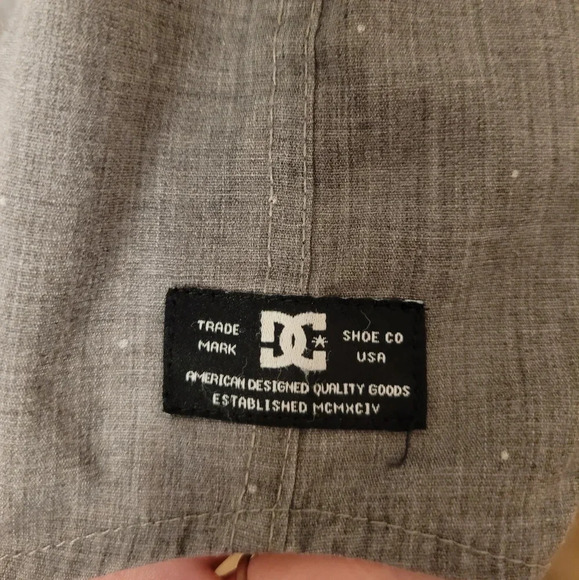 TRADE MARK
DC
SHOE CO USA
AMERICAN DESIGNED QUALITY GOODS
ESTABLISHED MCMXCIV